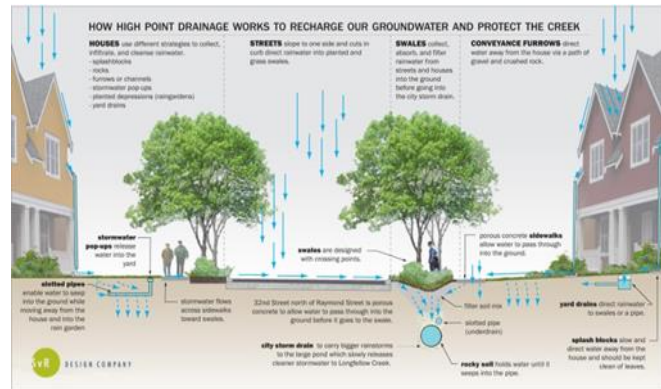 HOW HIGH POINT DRAINAGE WORKS TO RECHARGE OUR GROUNDWATER AND PROTECT THE CREEK
HOUSES use different strategies to collect,
infiltrate, and cleanse rainwater.
- splashblocks
- rocks
- furrows or channels
- stormwater pop-ups
- planted depressions (raingardens)
- yard drains
STREETS slope to one side and cuts in
curb direct rainwater into planted and
grass swales.
SWALES collect,
absorb, and filter
rainwater from
streets and houses
into the ground
before going into
the city storm drain.
CONVEYANCE FURROWS direct
water away from the house via a path of
gravel and crushed rock.
stormwater
pop-ups release
water into the
yard
swales are designed
with crossing points.
porous concrete sidewalks
allow water to pass through
into the ground.
slotted pipes
enable water to seep
into the ground while
moving away from the
house and into the
rain garden
stormwater flows
across sidewalks
toward swales.
32nd Street north of Raymond Street is porous
concrete to allow water to pass through into the
ground before it goes to the swale.
filter soil mix
slotted pipe
(underdrain)
yard drains direct rainwater
to swales or a pipe.
city storm drain to carry bigger rainstorms
to the large pond which slowly releases
cleaner stormwater to Longfellow Creek.
rocky soil holds water until it
seeps into the pipe.
splash blocks slow and
direct water away from the
house and should be kept
clean of leaves.
SvR DESIGN COMPANY